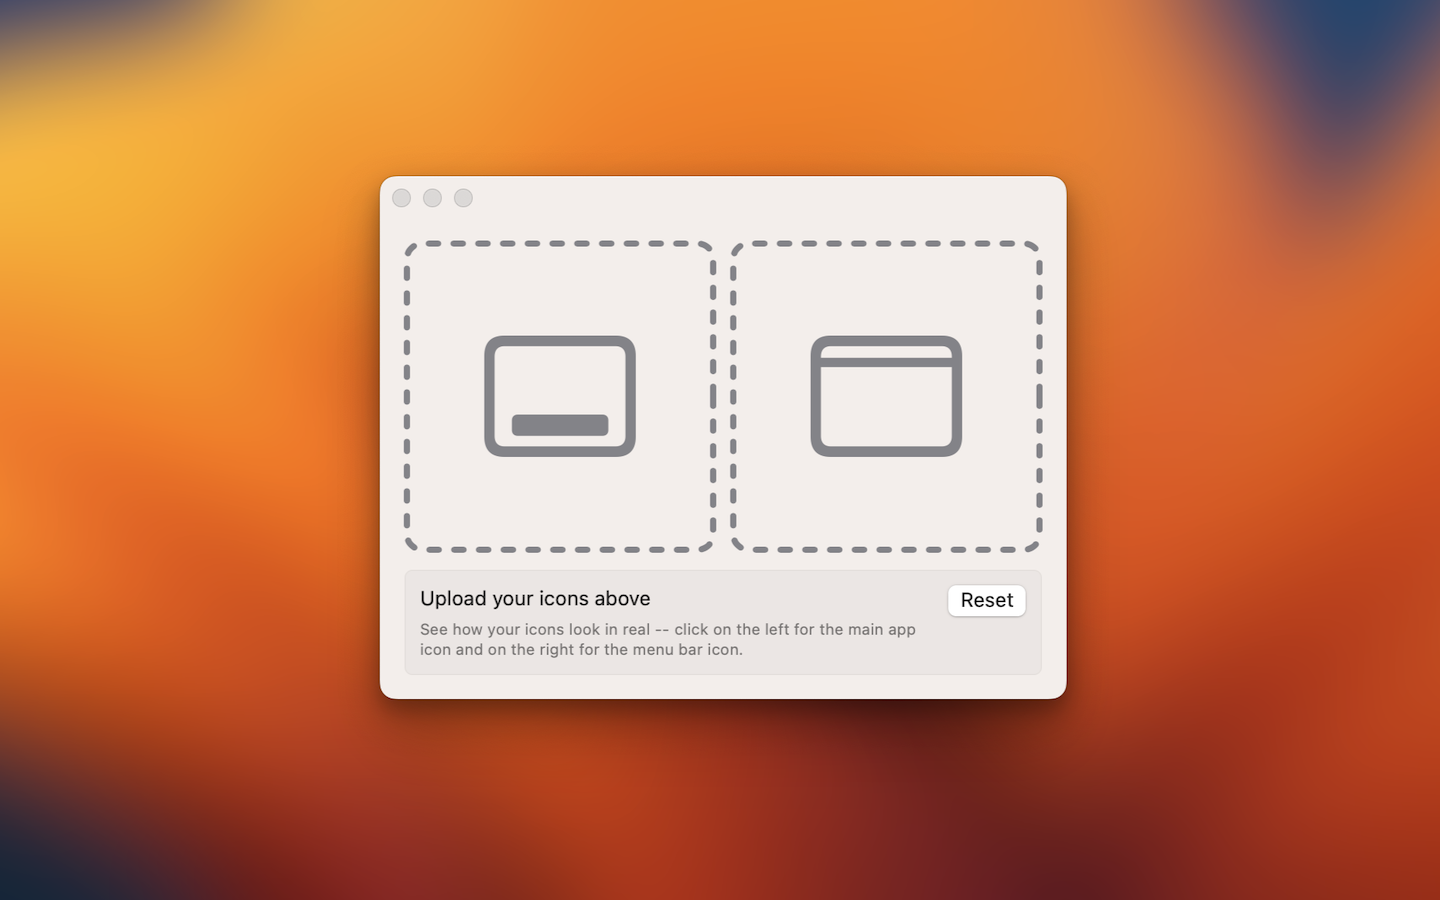 Upload your icons above
Reset
See how your icons look in real -- click on the left for the main app
icon and on the right for the menu bar icon.